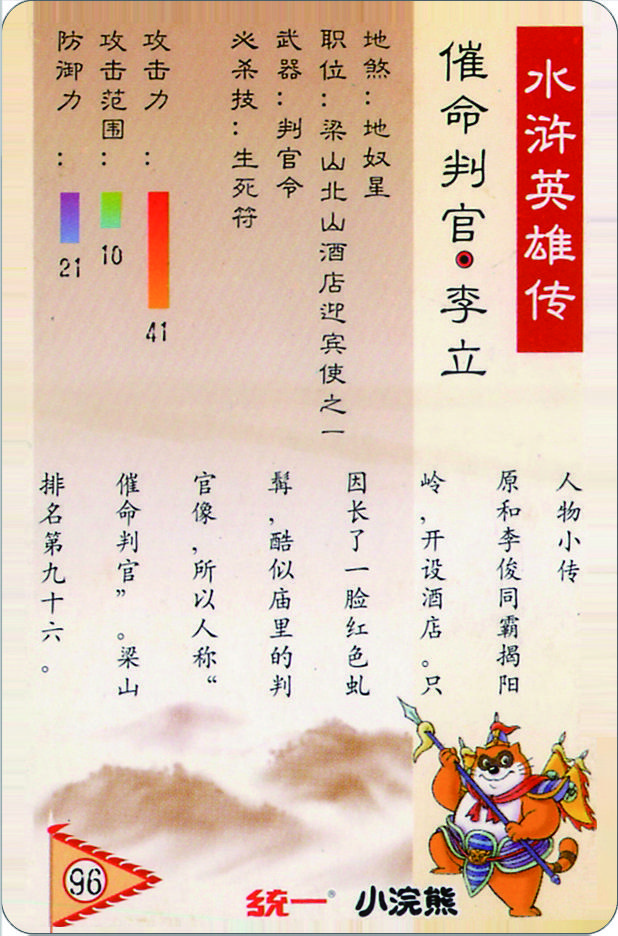 水浒英雄传
催命判官·李立
地煞：地奴星
职位：梁山北山酒店迎宾使之一
武器：判官令
必杀技：生死符
攻击力：
41
攻击范围：
10
防御力：
21
人物小传
原和李俊同霸揭阳
岭，开设酒店。只
因长了一脸红色虬
髯，酷似庙里的判
官像，所以人称“
催命判官”。梁山
排名第九十六。
96
统一® 小浣熊